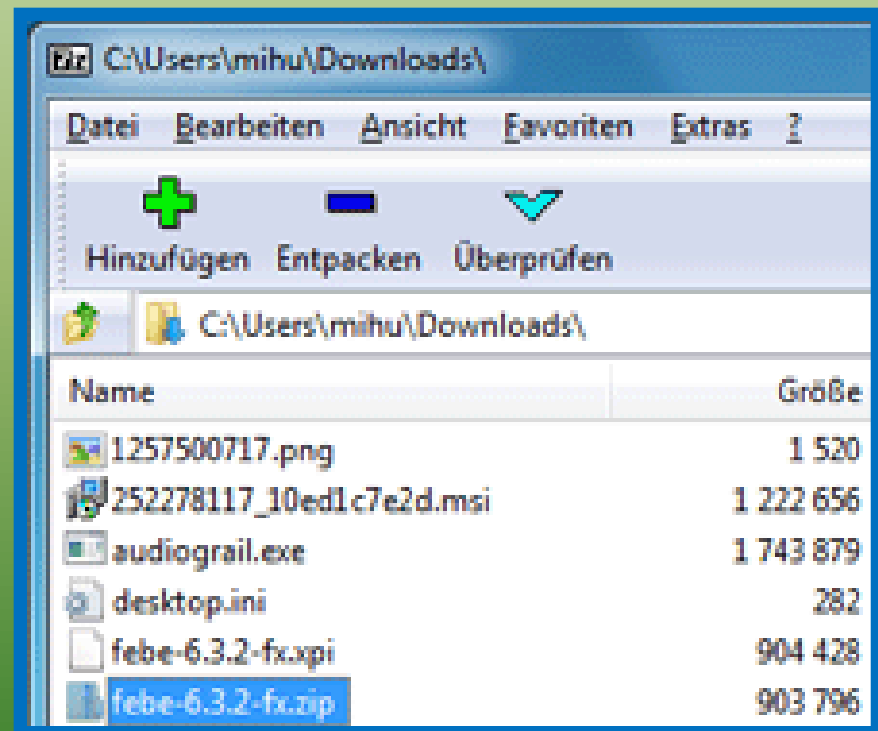 7z C:\Users\mihu\Downloads\
Datei Bearbeiten Ansicht Favoriten Extras ?
Hinzufügen Entpacken Überprüfen
C:\Users\mihu\Downloads\
Name Größe
1257500717.png 1 520
252278117_10ed1c7e2d.msi 1 222 656
audiograil.exe 1 743 879
desktop.ini 282
febe-6.3.2-fx.xpi 904 428
febe-6.3.2-fx.zip 903 796